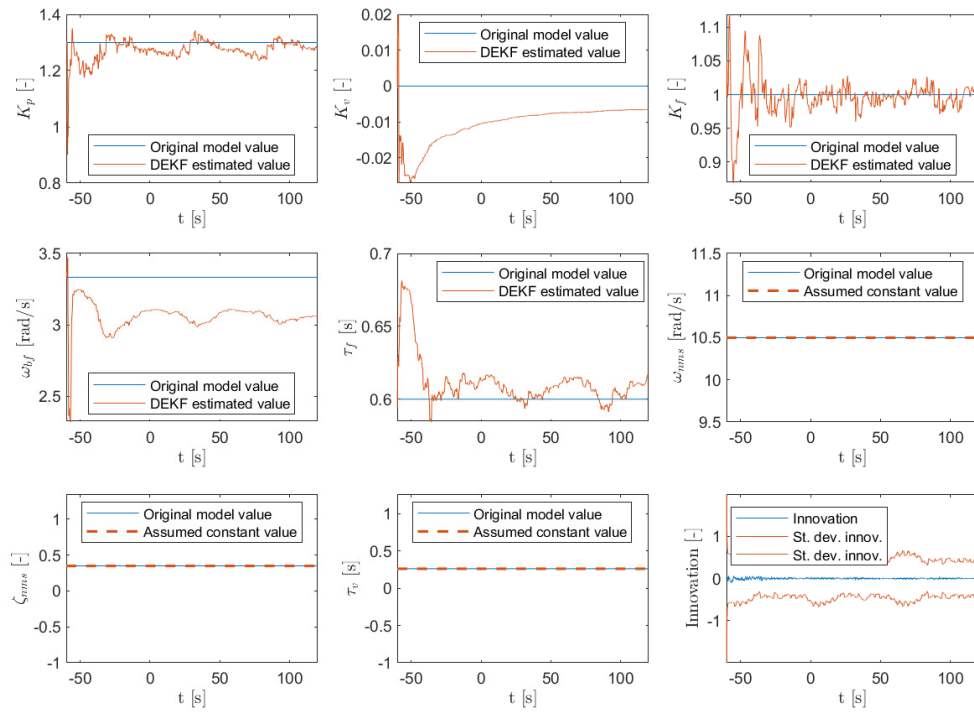 1.4
1.2
1
0.8
K_p [-]
Original model value
DEKF estimated value
-50 0 50 100
t [s]
0.02
0.01
0
-0.01
-0.02
K_v [-]
Original model value
DEKF estimated value
-50 0 50 100
t [s]
1.1
1.05
1
0.95
0.9
K_f [-]
Original model value
DEKF estimated value
-50 0 50 100
t [s]
3.5
3
2.5
ω_bf [rad/s]
Original model value
DEKF estimated value
-50 0 50 100
t [s]
0.7
0.65
0.6
τ_f [s]
Original model value
DEKF estimated value
-50 0 50 100
t [s]
11.5
11
10.5
10
9.5
ω_nms [rad/s]
Original model value
Assumed constant value
-50 0 50 100
t [s]
1
0.5
0
-0.5
-1
ζ_nms [-]
Original model value
Assumed constant value
-50 0 50 100
t [s]
1
0.5
0
-0.5
-1
τ_v [s]
Original model value
Assumed constant value
-50 0 50 100
t [s]
1
0
-1
Innovation [-]
Innovation
St. dev. innov.
St. dev. innov.
-50 0 50 100
t [s]